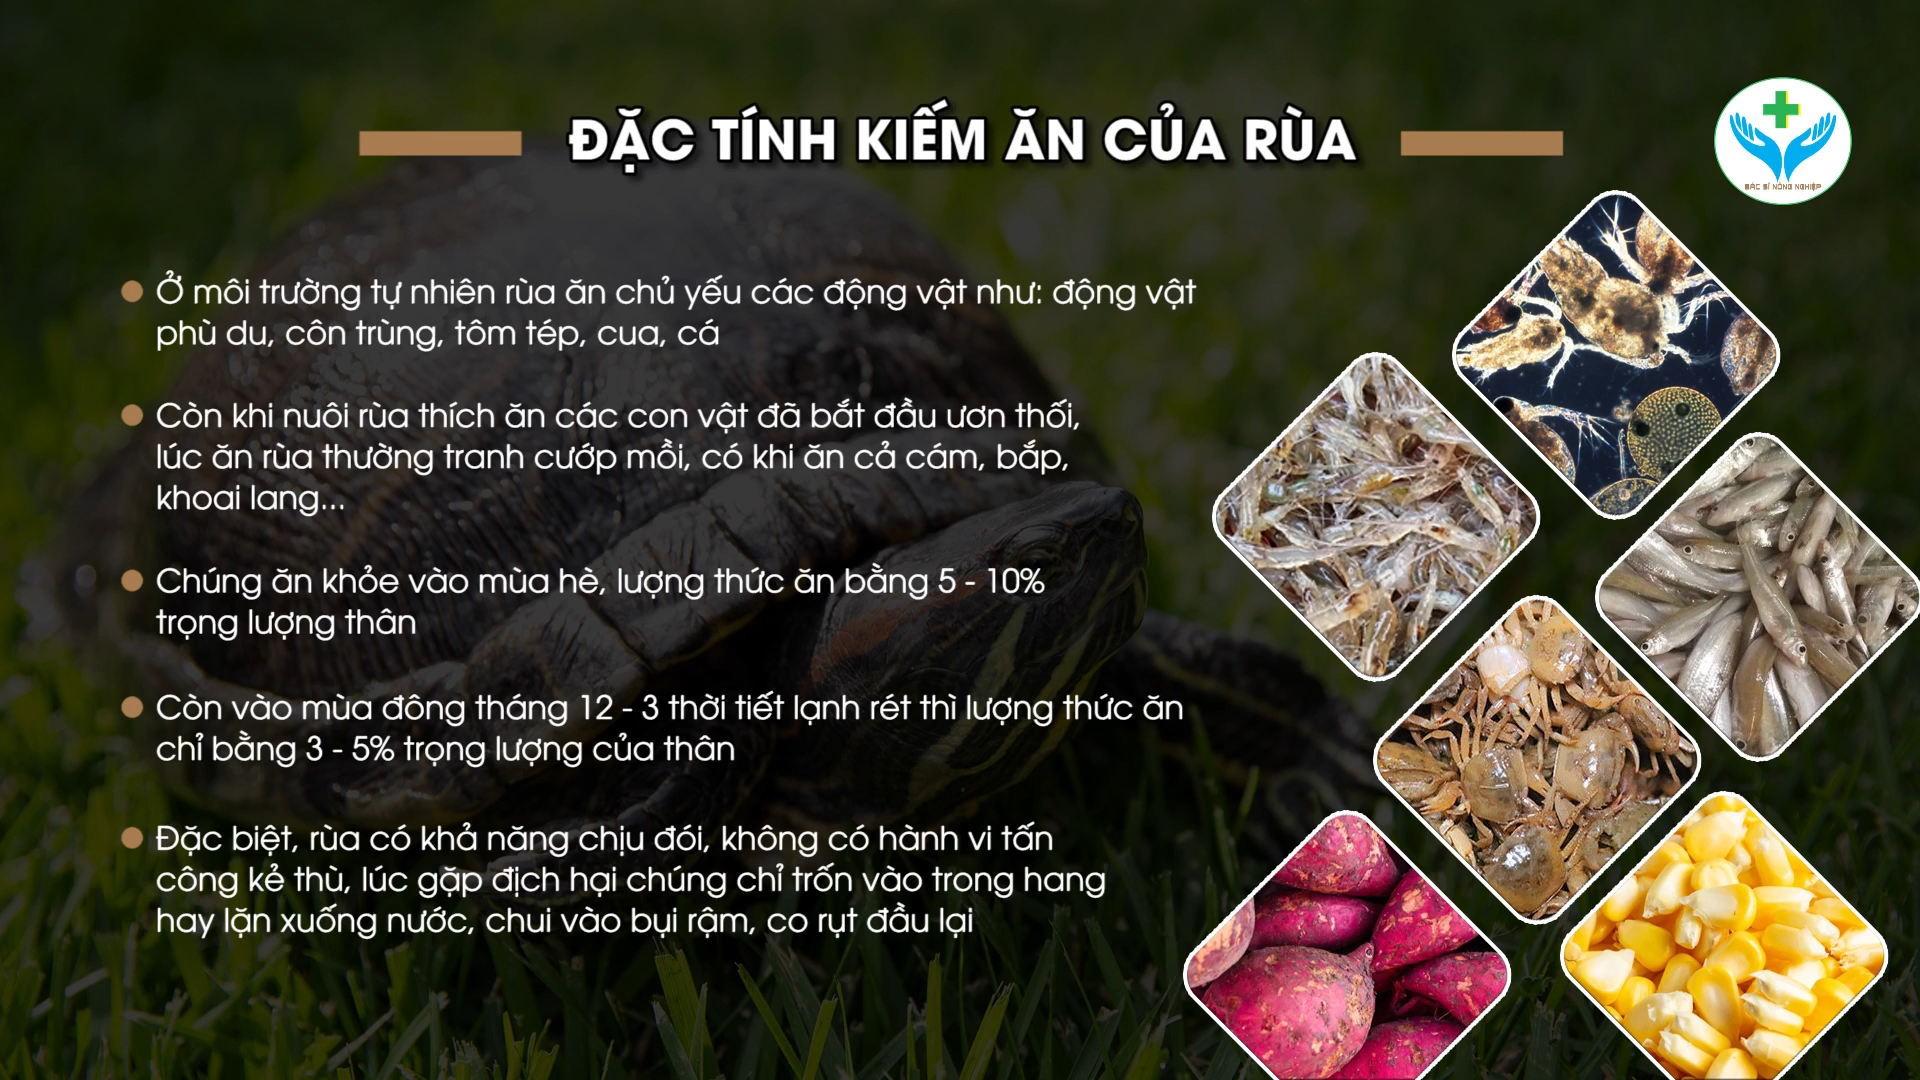 ĐẶC TÍNH KIẾM ĂN CỦA RÙA
BÁC SĨ NÔNG NGHIỆP
Ở môi trường tự nhiên rùa ăn chủ yếu các động vật như: động vật
phù du, côn trùng, tôm tép, cua, cá
Còn khi nuôi rùa thích ăn các con vật đã bắt đầu ươn thối,
lúc ăn rùa thường tranh cướp mồi, có khi ăn cả cám, bắp,
khoai lang...
Chúng ăn khỏe vào mùa hè, lượng thức ăn bằng 5 - 10%
trọng lượng thân
Còn vào mùa đông tháng 12 - 3 thời tiết lạnh rét thì lượng thức ăn
chỉ bằng 3 - 5% trọng lượng của thân
Đặc biệt, rùa có khả năng chịu đói, không có hành vi tấn
công kẻ thù, lúc gặp địch hại chúng chỉ trốn vào trong hang
hay lặn xuống nước, chui vào bụi rậm, co rụt đầu lại